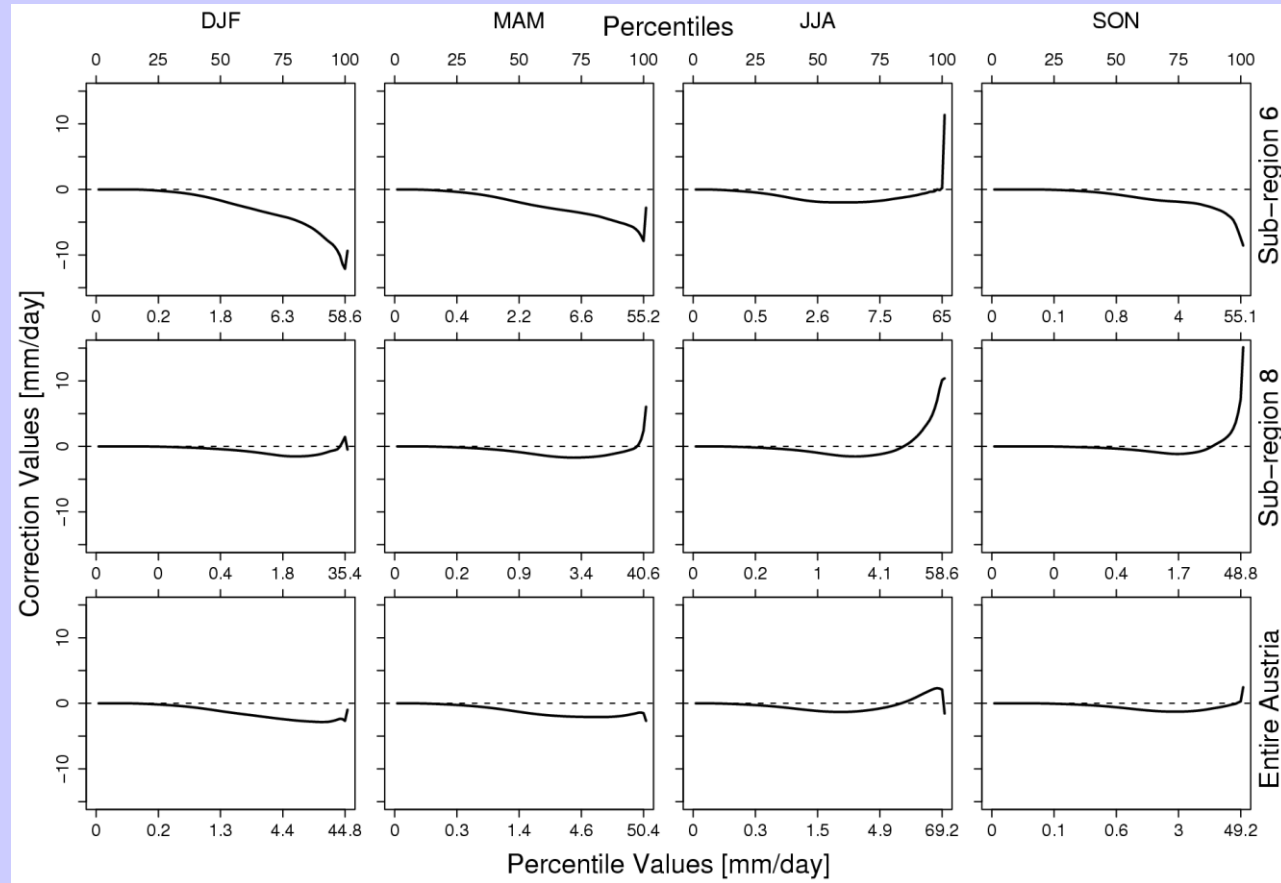 DJF MAM JJA SON
Percentiles
0 25 50 75 100 0 25 50 75 100 0 25 50 75 100 0 25 50 75 100
10
0
−10
Sub-region 6
0 0.2 1.8 6.3 58.6 0 0.4 2.2 6.6 55.2 0 0.5 2.6 7.5 65 0 0.1 0.8 4 55.1
Correction Values [mm/day]
10
0
−10
Sub-region 8
0 0 0.4 1.8 35.4 0 0.2 0.9 3.4 40.6 0 0.2 1 4.1 58.6 0 0 0.4 1.7 48.8
10
0
−10
Entire Austria
0 0.2 1.3 4.4 44.8 0 0.3 1.4 4.6 50.4 0 0.3 1.5 4.9 69.2 0 0.1 0.6 3 49.2
Percentile Values [mm/day]